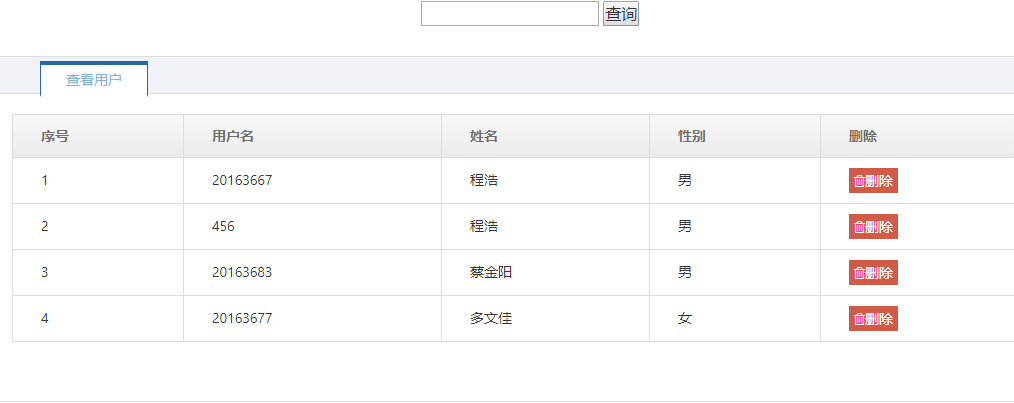 查询
查看用户
序号 用户名 姓名 性别 删除
1 20163667 程浩 男 删除
2 456 程浩 男 删除
3 20163683 蔡金阳 男 删除
4 20163677 多文佳 女 删除